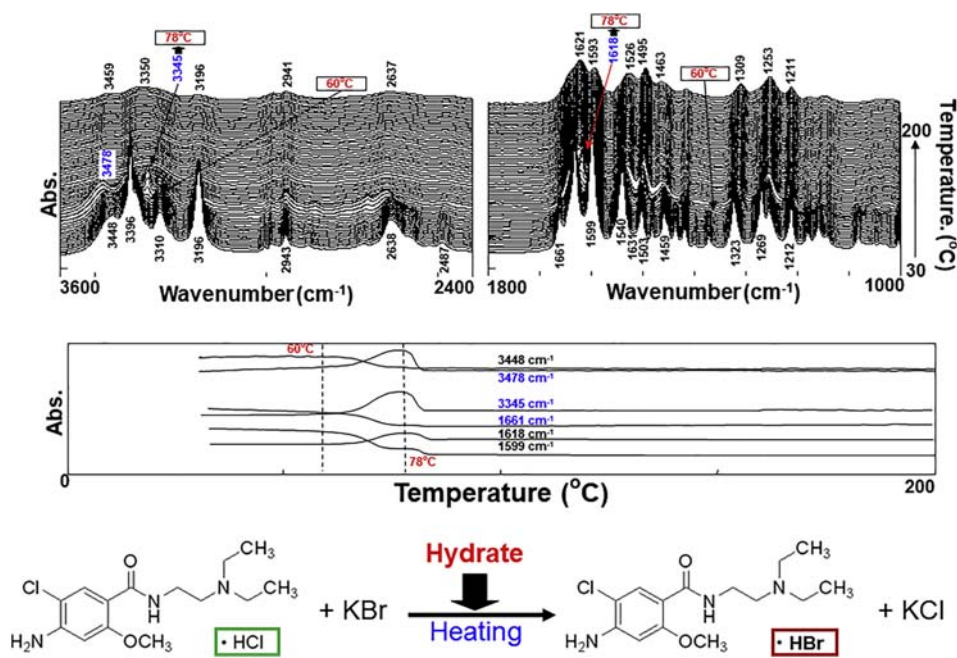 78°C
3459
3350
3345
3196
2941
60°C
2637
3478
3448
3396
3310
3196
2943
2638
2487
Abs.
3600
Wavenumber (cm-1)
2400
78°C
1621
1593
1618
1526
1495
1463
60°C
1309
1253
1211
1661
1599
1540
1631
1503
1459
1323
1269
1212
1800
Wavenumber (cm-1)
1000
200
Temperature. (°C)
30
Abs.
60°C
3448 cm-1
3478 cm-1
3345 cm-1
1661 cm-1
1618 cm-1
1599 cm-1
78°C
0
Temperature (°C)
200
Cl
O
N
H
N
CH3
CH3
NH2
OCH3
• HCl
+ KBr
Hydrate
Heating
Cl
O
N
H
N
CH3
CH3
NH2
OCH3
• HBr
+ KCl